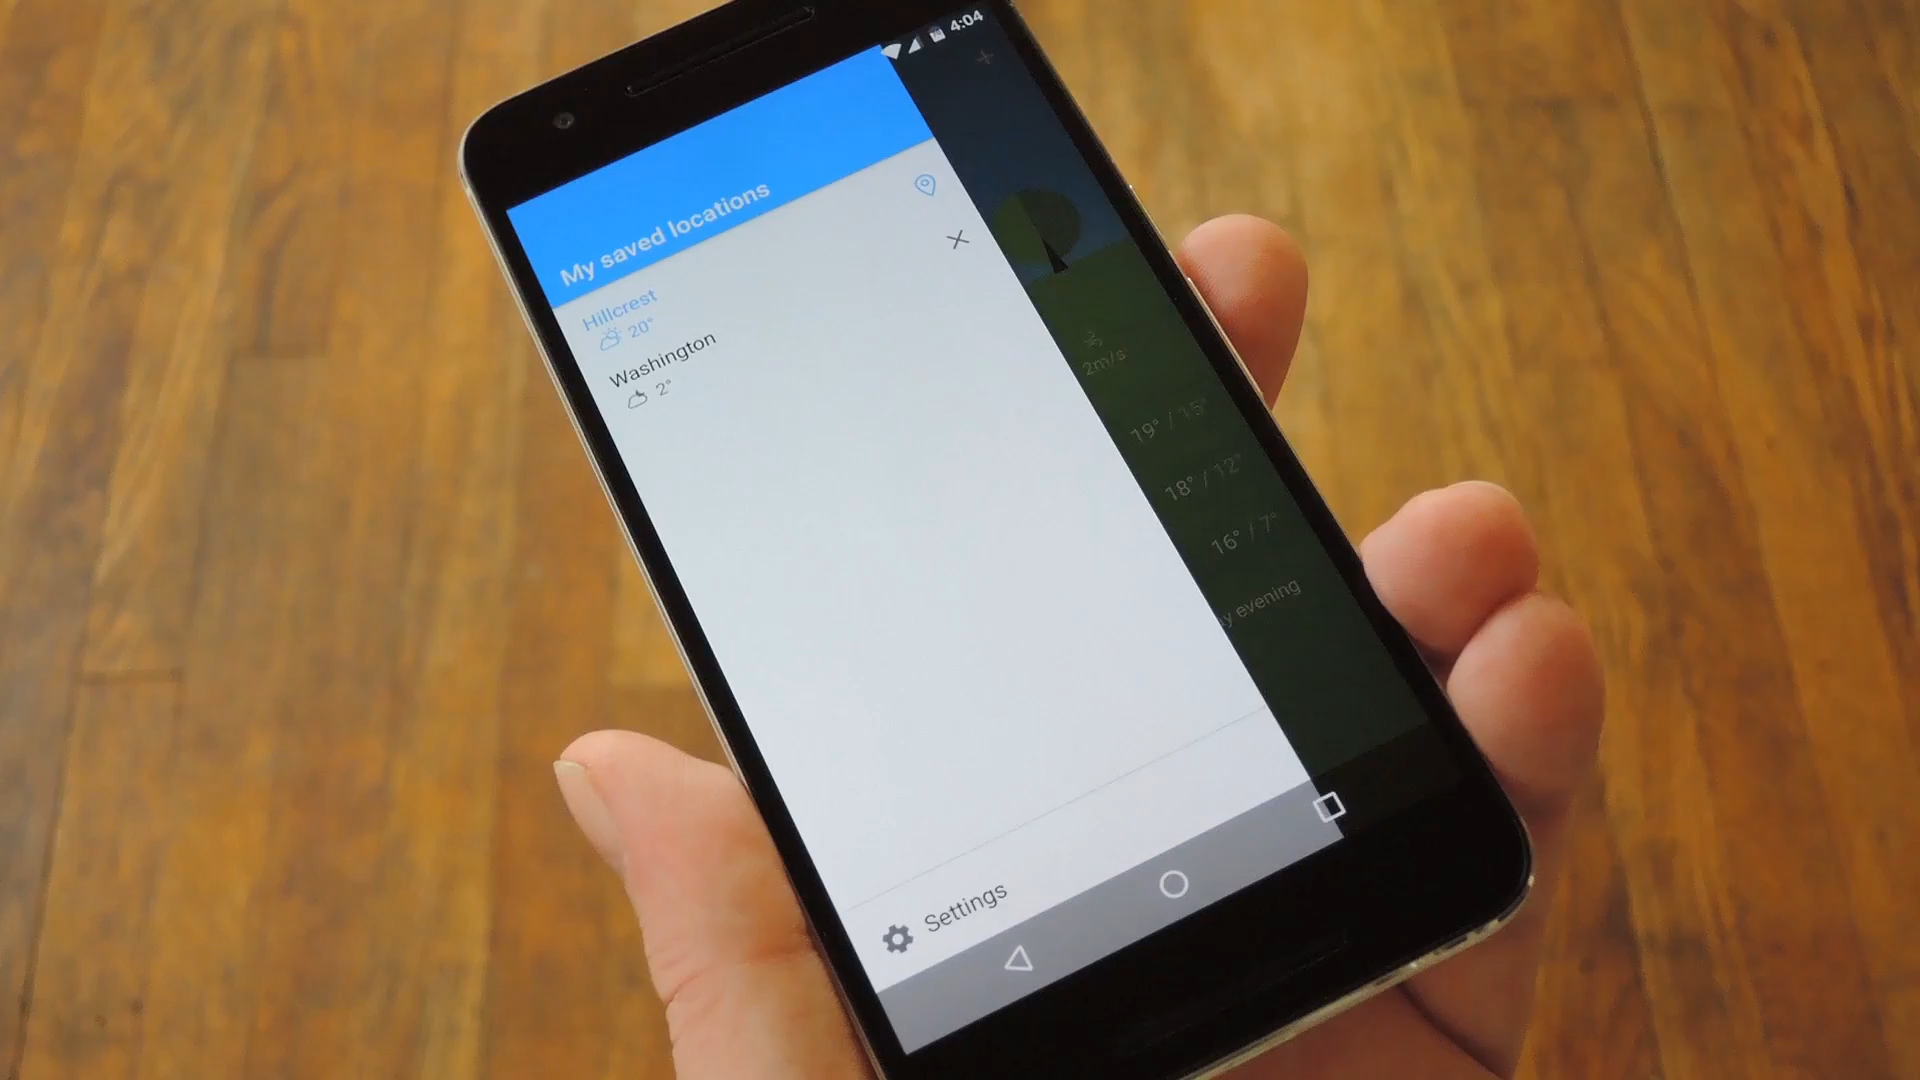 4:04
My saved locations
Hillcrest
20°
Washington
2°
2m/s
19° / 15°
18° / 12°
16° / 7°
evening
Settings